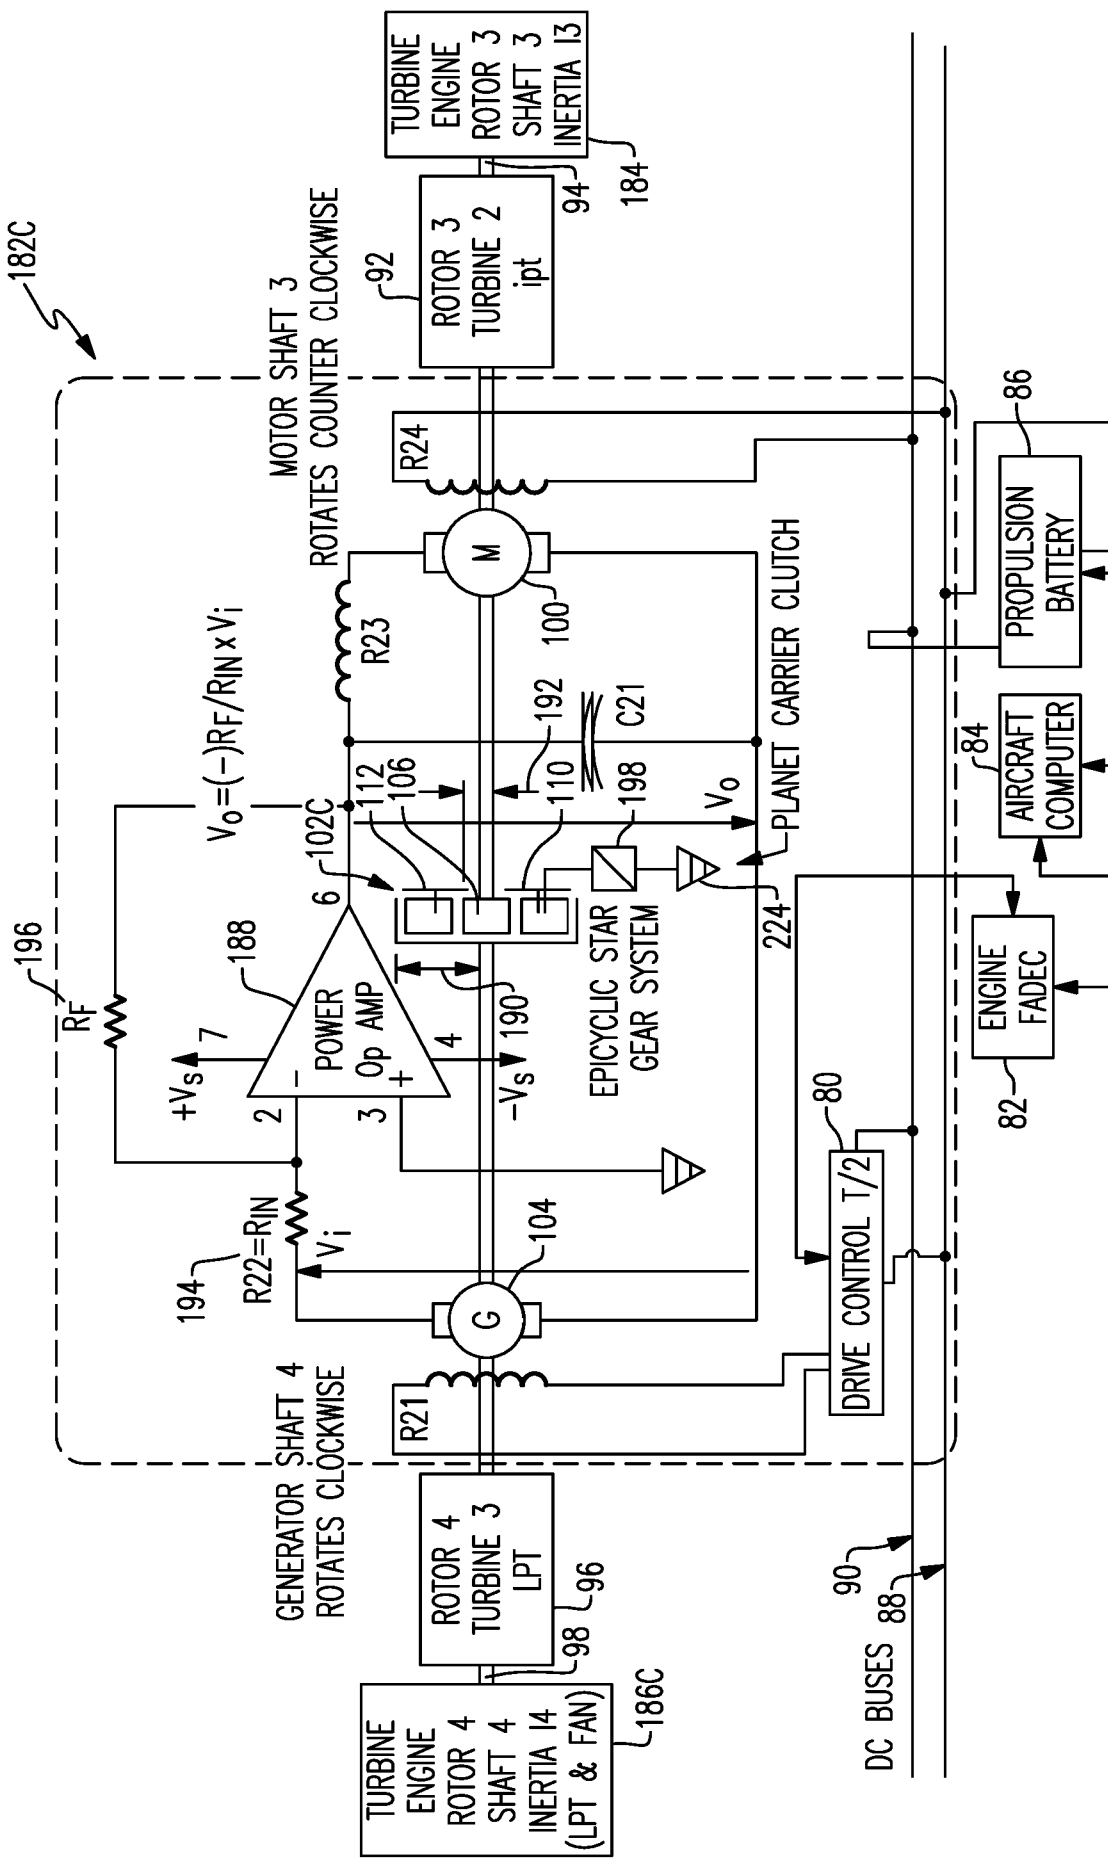 182C
196
RF
VO=(-)RF/RIN x Vi
MOTOR SHAFT 3
ROTATES COUNTER CLOCKWISE
GENERATOR SHAFT 4
ROTATES CLOCKWISE
194
R22=RIN
Vi
+VS
7
188
2
3
POWER
Op AMP
-
+
6
4
-VS
190
102C
112
106
192
110
R23
C21
198
VO
224
PLANET CARRIER CLUTCH
EPICYCLIC STAR
GEAR SYSTEM
TURBINE
ENGINE
ROTOR 4
SHAFT 4
INERTIA I4
(LPT & FAN)
186C
98
ROTOR 4
TURBINE 3
LPT
96
R21
G
104
M
100
R24
92
ROTOR 3
TURBINE 2
ipt
94
TURBINE
ENGINE
ROTOR 3
SHAFT 3
INERTIA I3
184
DRIVE CONTROL T/2
80
DC BUSES
90
88
82
ENGINE
FADEC
84
AIRCRAFT
COMPUTER
86
PROPULSION
BATTERY